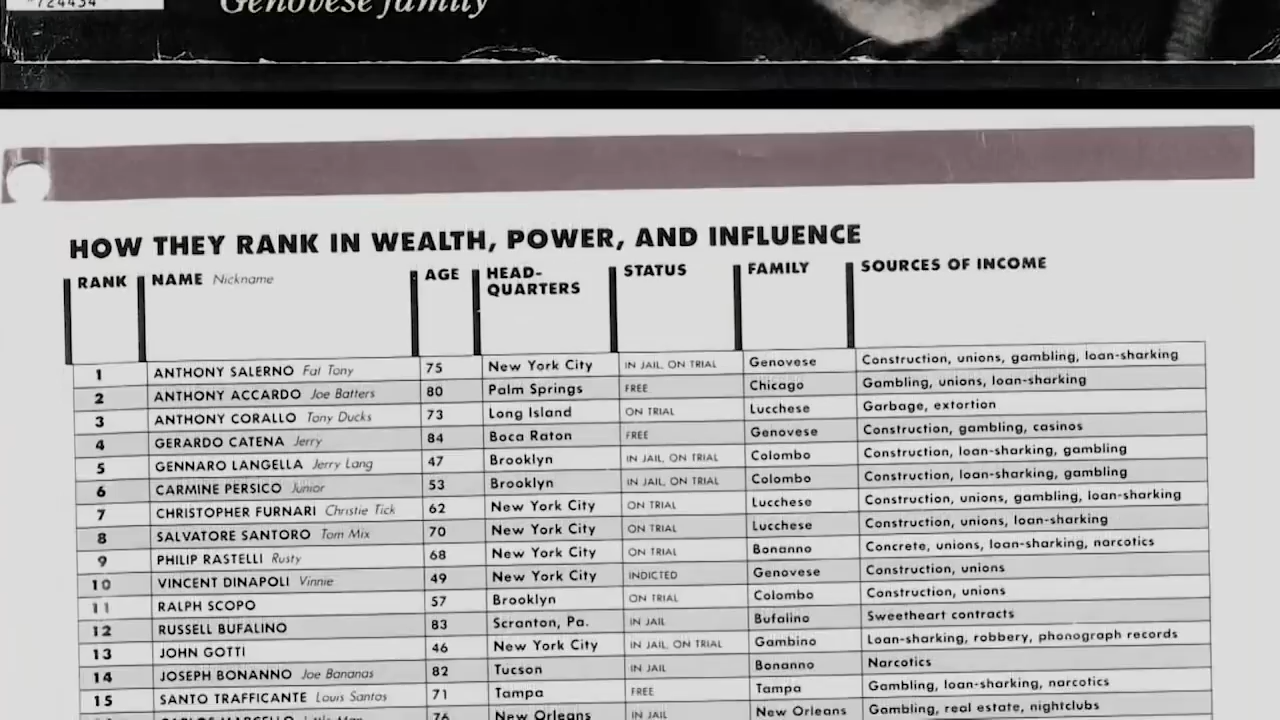 *724454*
Genovese family
HOW THEY RANK IN WEALTH, POWER, AND INFLUENCE
RANK NAME Nickname AGE HEAD-QUARTERS STATUS FAMILY SOURCES OF INCOME
1 ANTHONY SALERNO Fat Tony 75 New York City IN JAIL, ON TRIAL Genovese Construction, unions, gambling, loan-sharking
2 ANTHONY ACCARDO Joe Batters 80 Palm Springs FREE Chicago Gambling, unions, loan-sharking
3 ANTHONY CORALLO Tony Ducks 73 Long Island ON TRIAL Lucchese Garbage, extortion
4 GERARDO CATENA Jerry 84 Boca Raton FREE Genovese Construction, gambling, casinos
5 GENNARO LANGELLA Jerry Lang 47 Brooklyn IN JAIL, ON TRIAL Colombo Construction, loan-sharking, gambling
6 CARMINE PERSICO Junior 53 Brooklyn IN JAIL, ON TRIAL Colombo Construction, loan-sharking, gambling
7 CHRISTOPHER FURNARI Christie Tick 62 New York City ON TRIAL Lucchese Construction, unions, gambling, loan-sharking
8 SALVATORE SANTORO Tom Mix 70 New York City ON TRIAL Lucchese Construction, unions, loan-sharking
9 PHILIP RASTELLI Rusty 68 New York City ON TRIAL Bonanno Concrete, unions, loan-sharking, narcotics
10 VINCENT DINAPOLI Vinnie 49 New York City INDICTED Genovese Construction, unions
11 RALPH SCOPO 57 Brooklyn ON TRIAL Colombo Construction, unions
12 RUSSELL BUFALINO 83 Scranton, Pa. IN JAIL Bufalino Sweetheart contracts
13 JOHN GOTTI 46 New York City IN JAIL, ON TRIAL Gambino Loan-sharking, robbery, phonograph records
14 JOSEPH BONANNO Joe Bananas 82 Tucson IN JAIL Bonanno Narcotics
15 SANTO TRAFFICANTE Louis Santos 71 Tampa FREE Tampa Gambling, loan-sharking, narcotics
CARLOS MARCELLO Little Man 76 New Orleans IN JAIL New Orleans Gambling, real estate, nightclubs